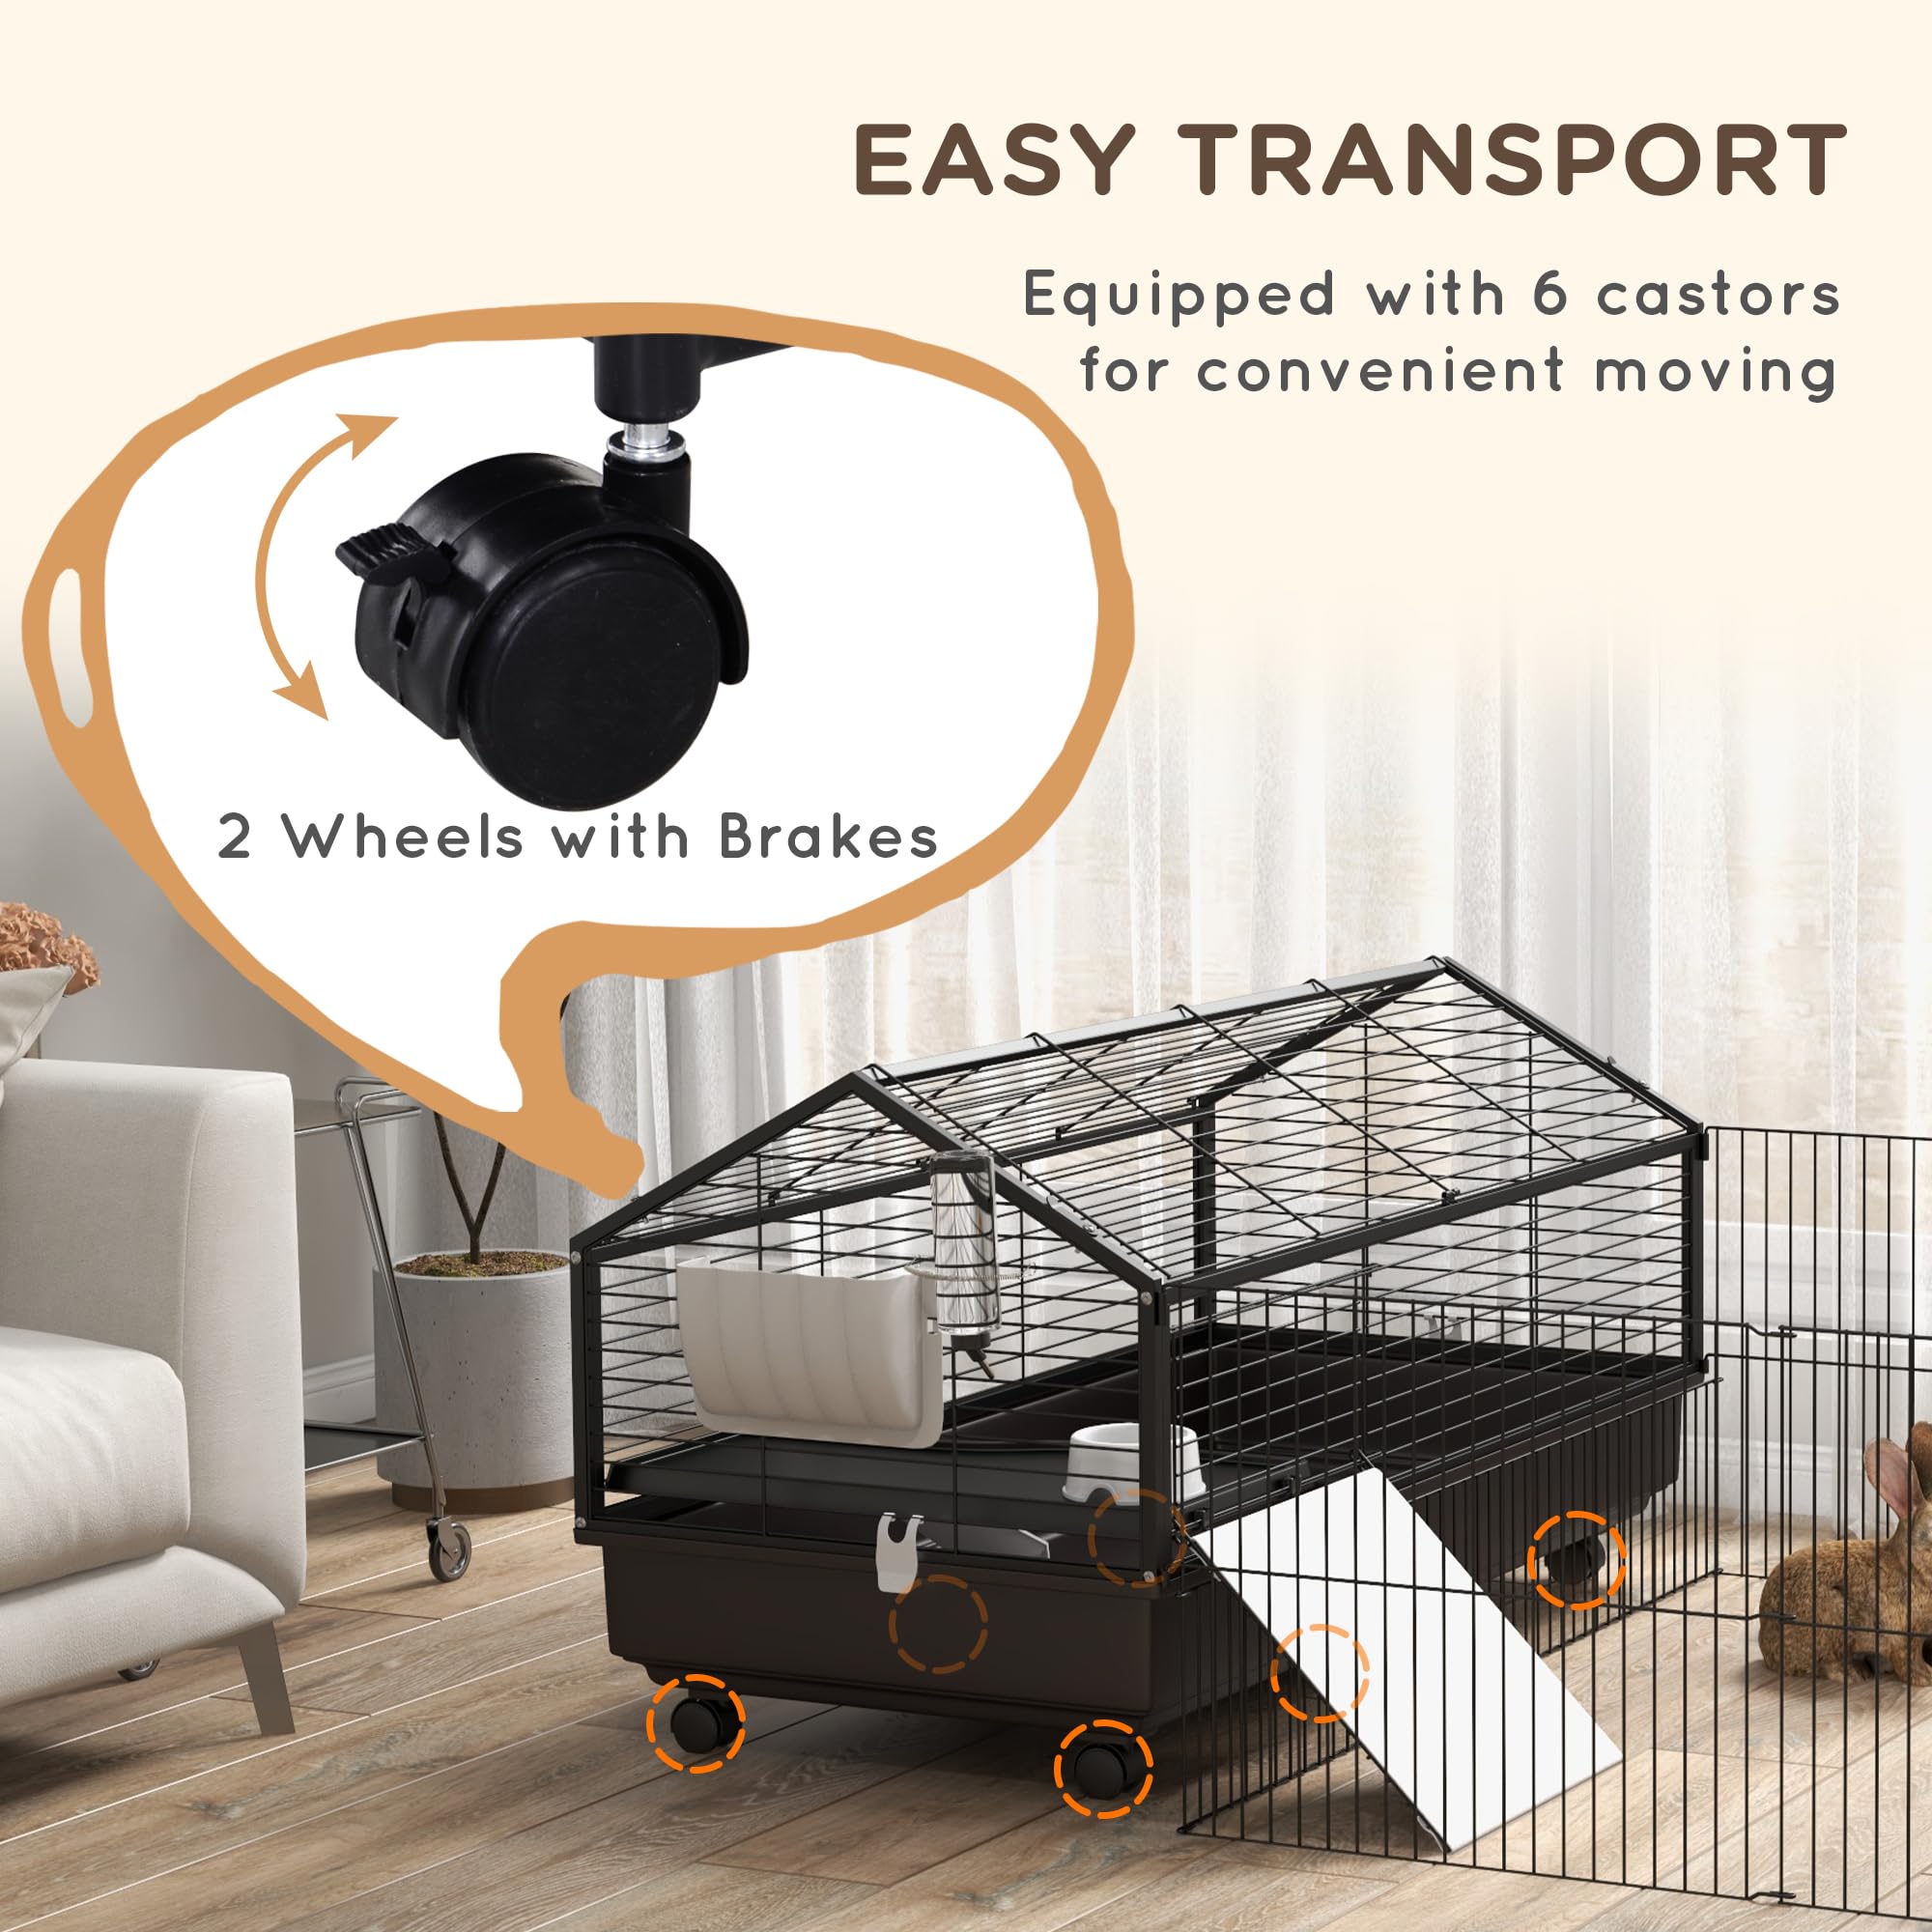 EASY TRANSPORT
Equipped with 6 castors
for convenient moving
2 Wheels with Brakes